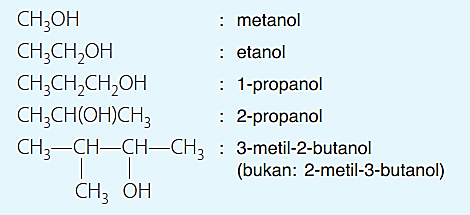 CH₃OH : metanol
CH₃CH₂OH : etanol
CH₃CH₂CH₂OH : 1-propanol
CH₃CH(OH)CH₃ : 2-propanol
CH₃—CH—CH—CH₃ : 3-metil-2-butanol
(bukan: 2-metil-3-butanol)
CH₃ OH